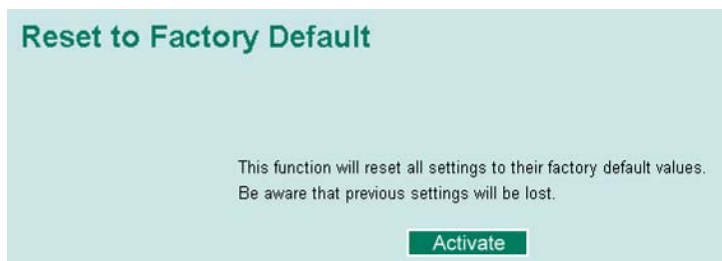 Reset to Factory Default
This function will reset all settings to their factory default values.
Be aware that previous settings will be lost.
Activate